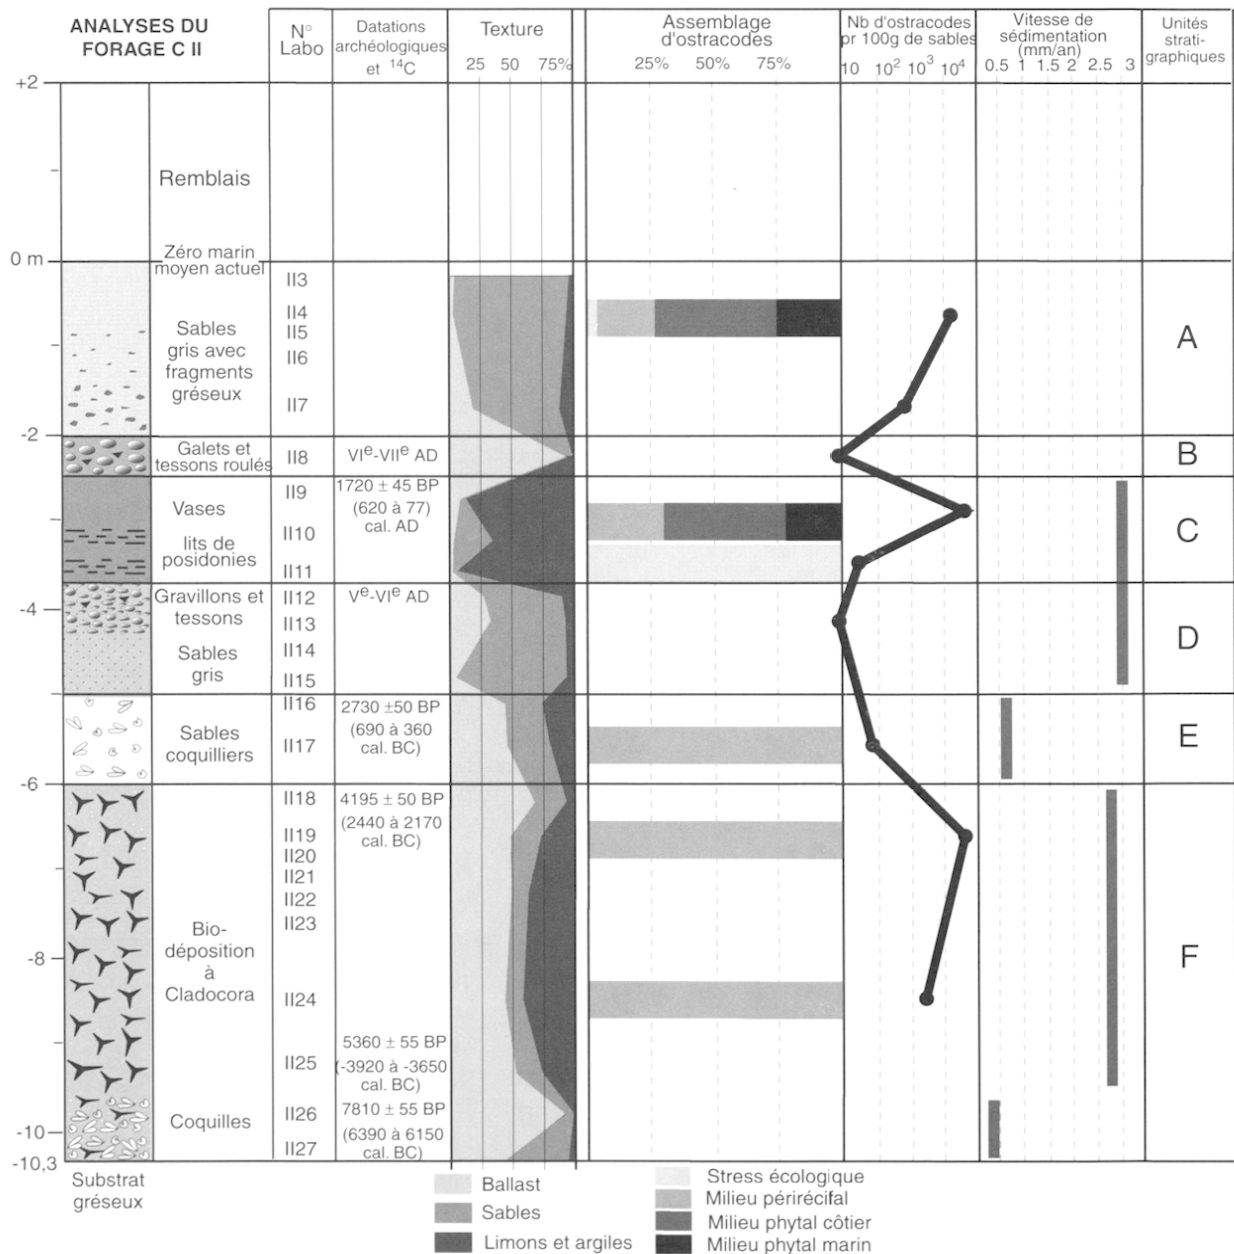 ANALYSES DU
FORAGE C II
N°
Labo
Datations
archéologiques
et ¹⁴C
Texture
25 50 75%
Assemblage
d'ostracodes
25% 50% 75%
Nb d'ostracodes
pr 100g de sables
10 10² 10³ 10⁴
Vitesse de
sédimentation
(mm/an)
0.5 1 1.5 2 2.5 3
Unités
strati-
graphiques
+2
Remblais
Zéro marin
moyen actuel
0 m
II3
II4
II5
II6
II7
Sables
gris avec
fragments
gréseux
A
-2
Galets et
tessons roulés
II8
VIᵉ-VIIᵉ AD
B
Vases
lits de
posidonies
II9
II10
II11
1720 ± 45 BP
(620 à 77)
cal. AD
C
Gravillons et
tessons
-4
Sables
gris
II12
II13
II14
II15
Vᵉ-VIᵉ AD
D
Sables
coquilliers
II16
II17
2730 ±50 BP
(690 à 360
cal. BC)
E
-6
II18
II19
II20
II21
II22
II23
II24
II25
4195 ± 50 BP
(2440 à 2170
cal. BC)
Bio-
déposition
à
Cladocora
-8
5360 ± 55 BP
(-3920 à -3650
cal. BC)
F
Coquilles
II26
II27
7810 ± 55 BP
(6390 à 6150
cal. BC)
-10
-10,3
Substrat
gréseux
Ballast
Sables
Limons et argiles
Stress écologique
Milieu périrécifal
Milieu phytal côtier
Milieu phytal marin